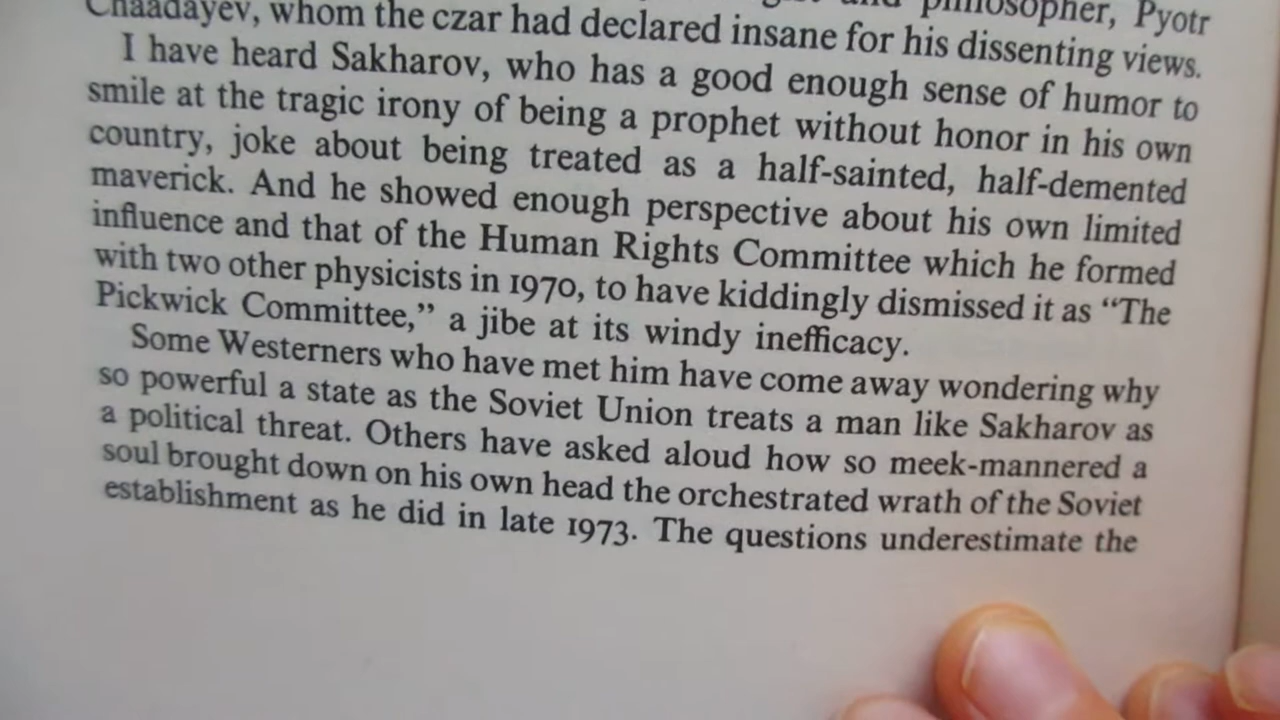 Chaadayev, whom the czar had declared insane for his dissenting views.
philosopher, Pyotr
I have heard Sakharov, who has a good enough sense of humor to
smile at the tragic irony of being a prophet without honor in his own
country, joke about being treated as a half-sainted, half-demented
maverick. And he showed enough perspective about his own limited
influence and that of the Human Rights Committee which he formed
with two other physicists in 1970, to have kiddingly dismissed it as “The
Pickwick Committee,” a jibe at its windy inefficacy.
Some Westerners who have met him have come away wondering why
so powerful a state as the Soviet Union treats a man like Sakharov as
a political threat. Others have asked aloud how so meek-mannered a
soul brought down on his own head the orchestrated wrath of the Soviet
establishment as he did in late 1973. The questions underestimate the